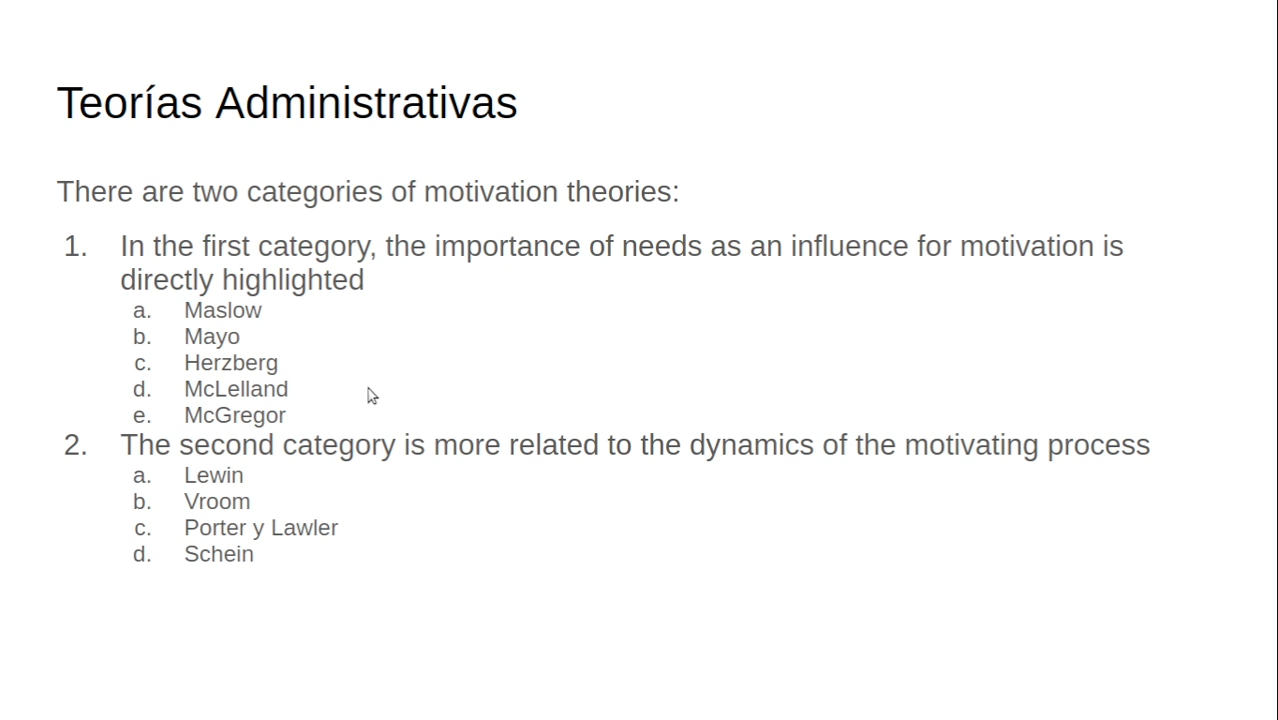 Teorías Administrativas
There are two categories of motivation theories:
1. In the first category, the importance of needs as an influence for motivation is
directly highlighted
a. Maslow
b. Mayo
c. Herzberg
d. McLelland
e. McGregor
2. The second category is more related to the dynamics of the motivating process
a. Lewin
b. Vroom
c. Porter y Lawler
d. Schein